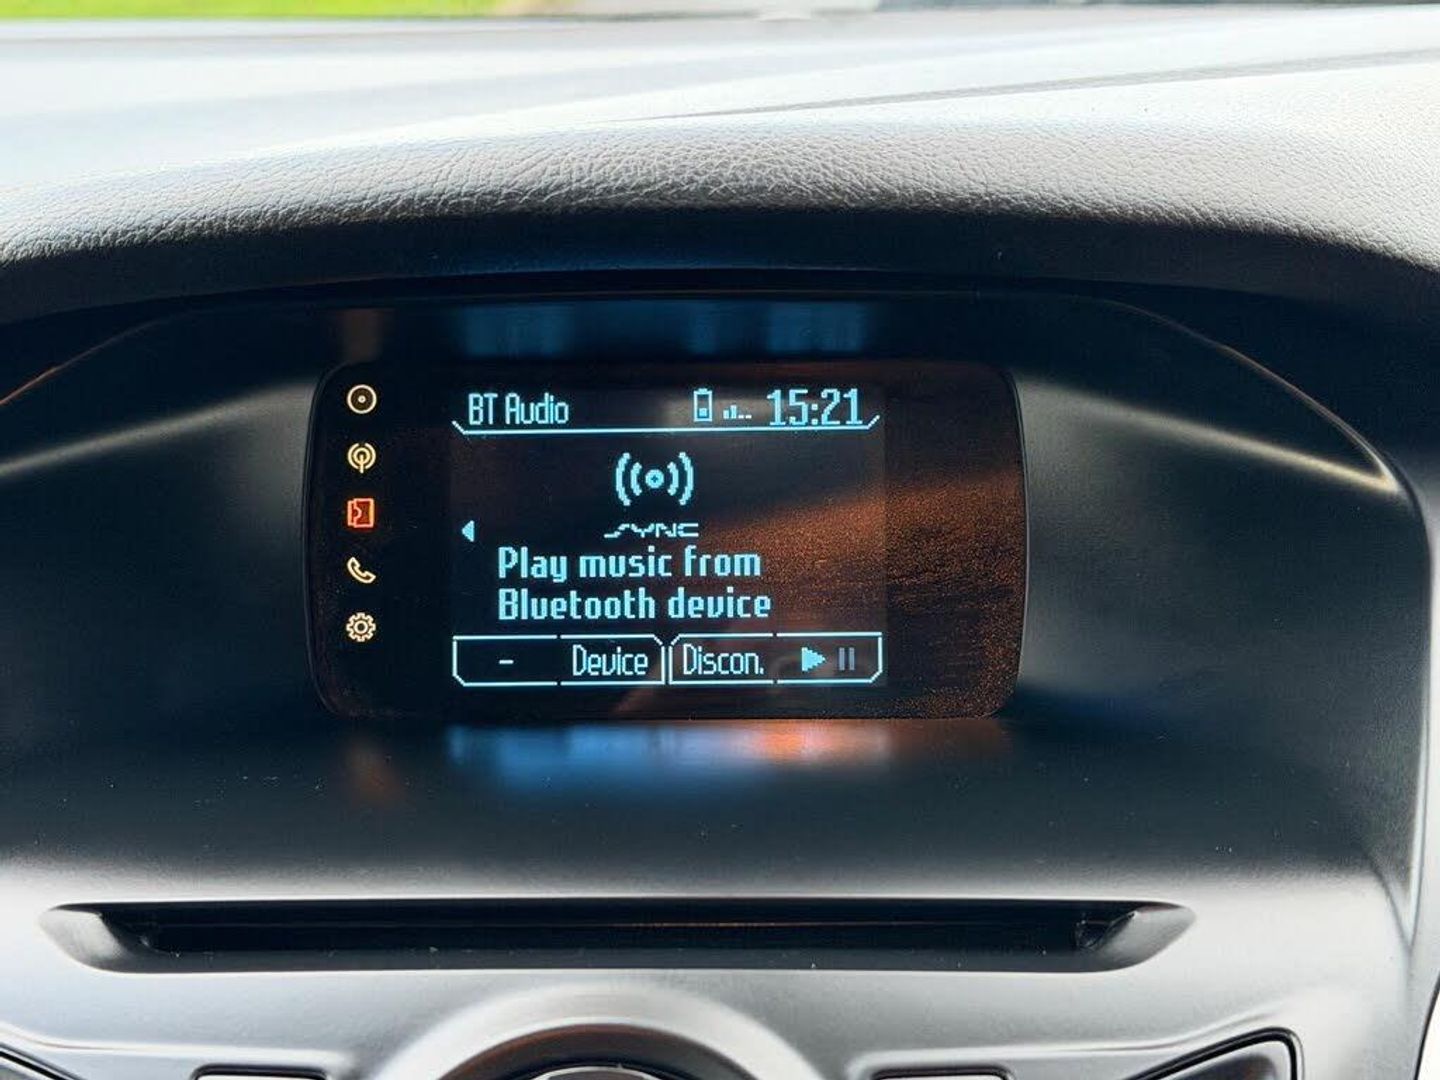 BT Audio 15:21
SYNC
Play music from
Bluetooth device
- Device Discon.